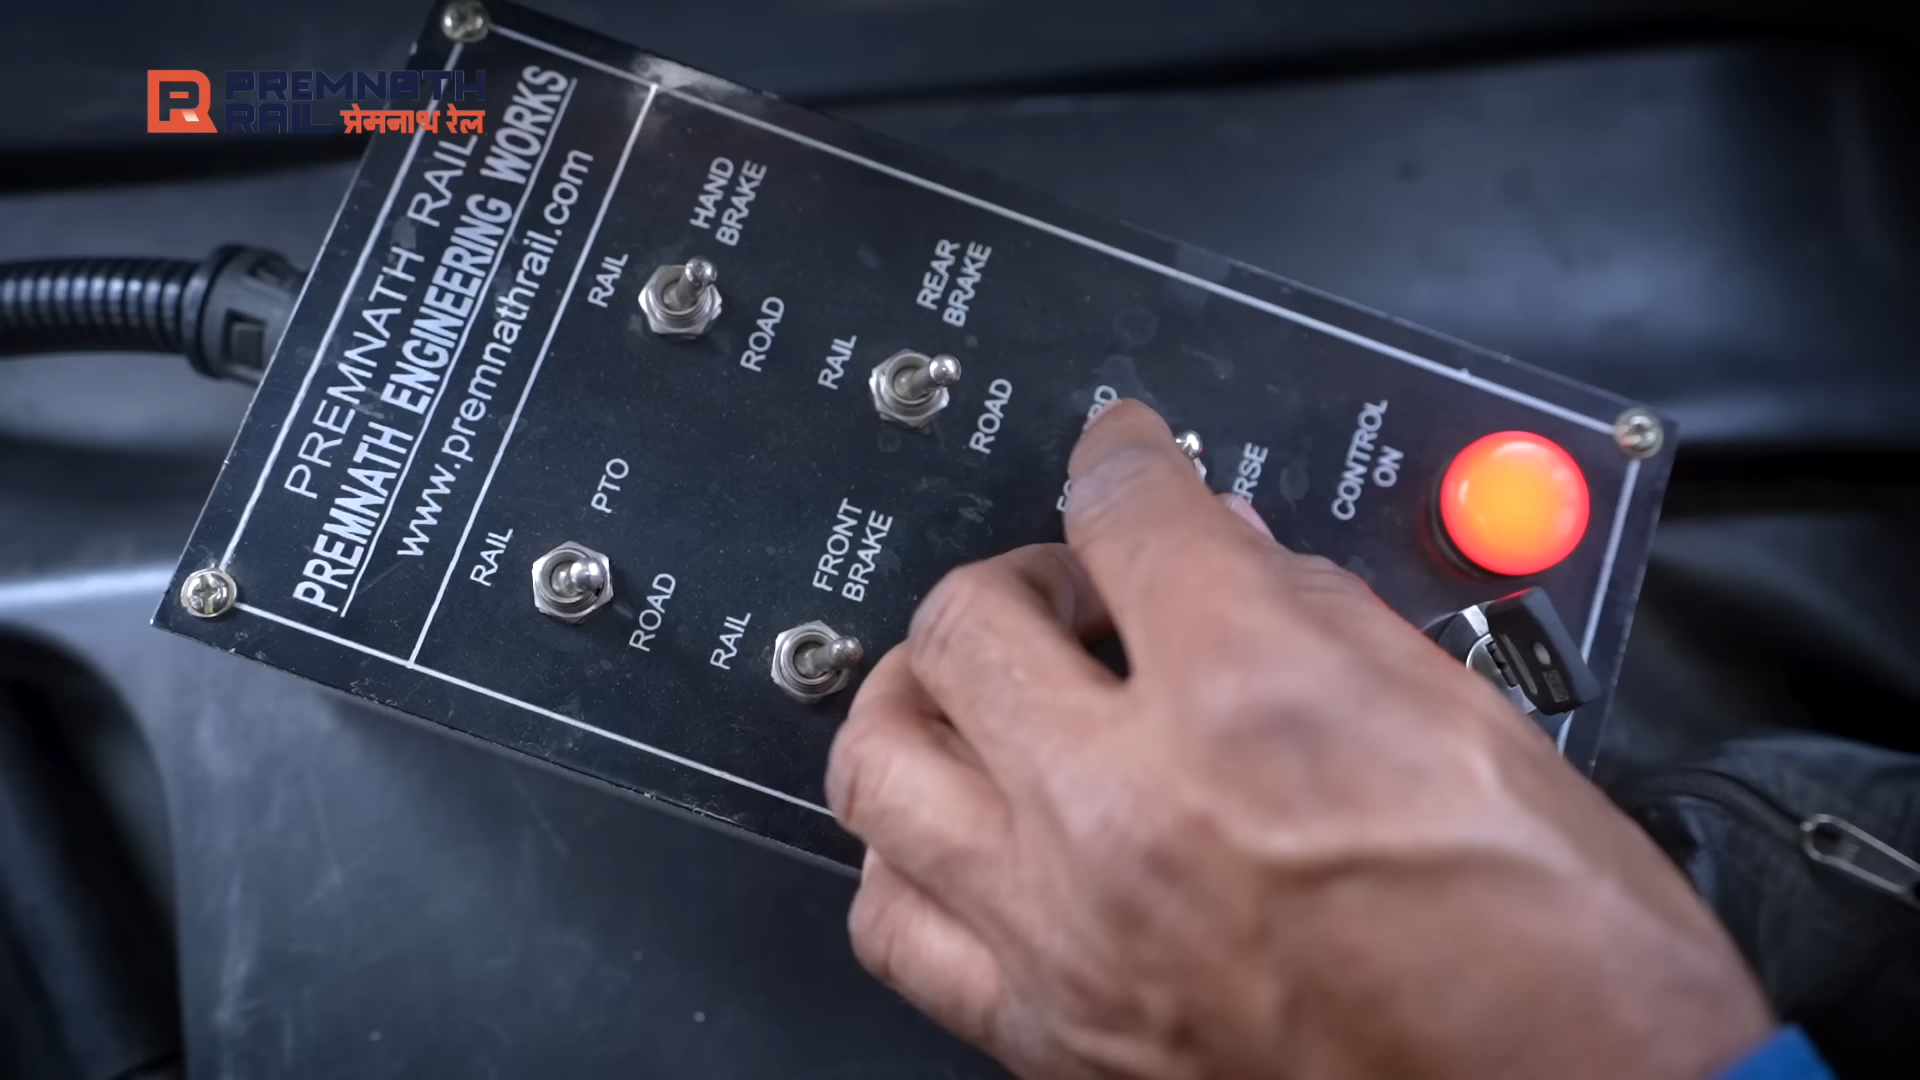 PREMNATH
RAIL प्रेमनाथ रेल
PREMNATH RAIL
PREMNATH ENGINEERING WORKS
www.premnathrail.com
HAND
BRAKE
RAIL
ROAD
REAR
BRAKE
RAIL
ROAD
PTO
RAIL
ROAD
FRONT
BRAKE
RAIL
CONTROL
ON